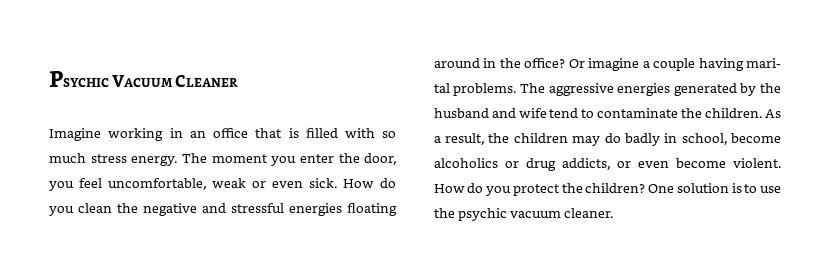 Psychic Vacuum Cleaner
Imagine working in an office that is filled with so
much stress energy. The moment you enter the door,
you feel uncomfortable, weak or even sick. How do
you clean the negative and stressful energies floating
around in the office? Or imagine a couple having mari-
tal problems. The aggressive energies generated by the
husband and wife tend to contaminate the children. As
a result, the children may do badly in school, become
alcoholics or drug addicts, or even become violent.
How do you protect the children? One solution is to use
the psychic vacuum cleaner.